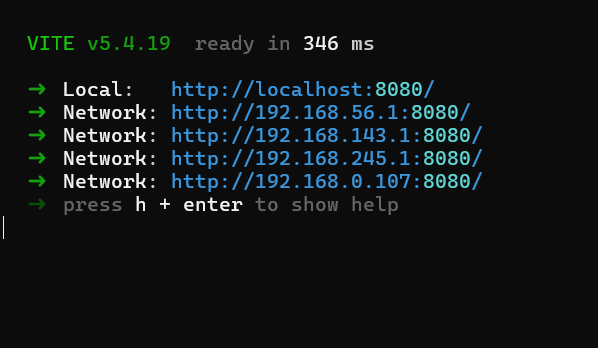 VITE v5.4.19  ready in 346 ms
➜ Local:   http://localhost:8080/
➜ Network: http://192.168.56.1:8080/
➜ Network: http://192.168.143.1:8080/
➜ Network: http://192.168.245.1:8080/
➜ Network: http://192.168.0.107:8080/
➜ press h + enter to show help